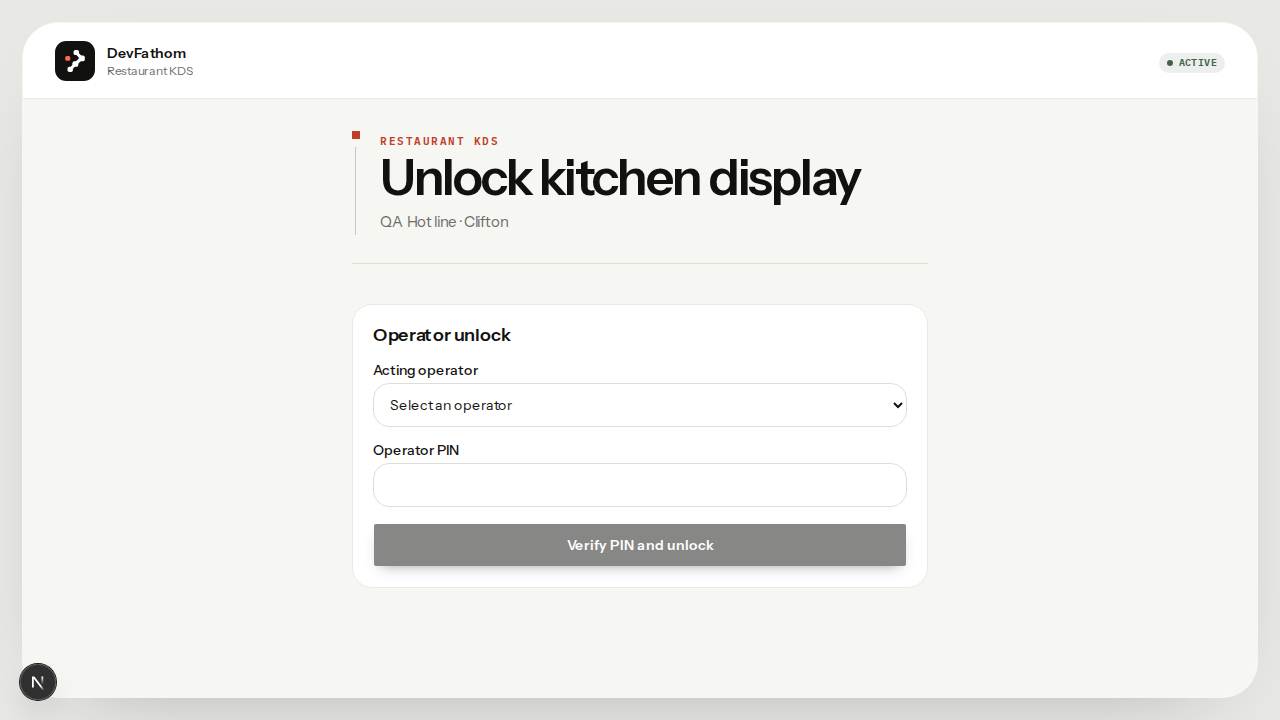 DevFathom
Restaurant KDS
ACTIVE
RESTAURANT KDS
Unlock kitchen display
QA Hot line · Clifton
Operator unlock
Acting operator
Select an operator
Operator PIN
Verify PIN and unlock
N